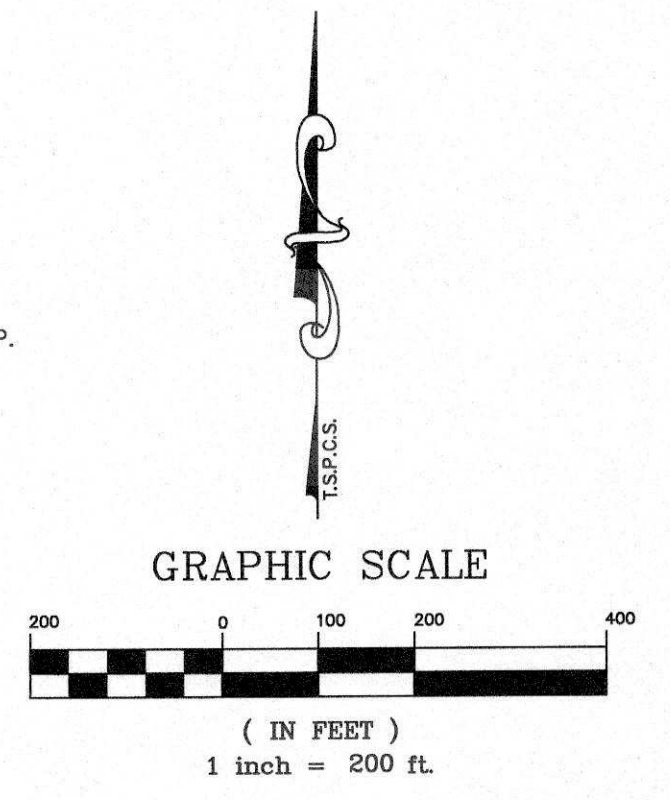 T.S.P.C.S.
GRAPHIC SCALE
200 0 100 200 400
( IN FEET )
1 inch = 200 ft.